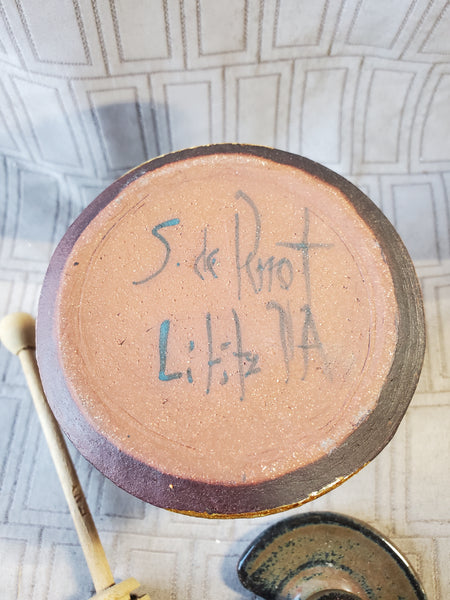 S. de Perrot
Lititz PA